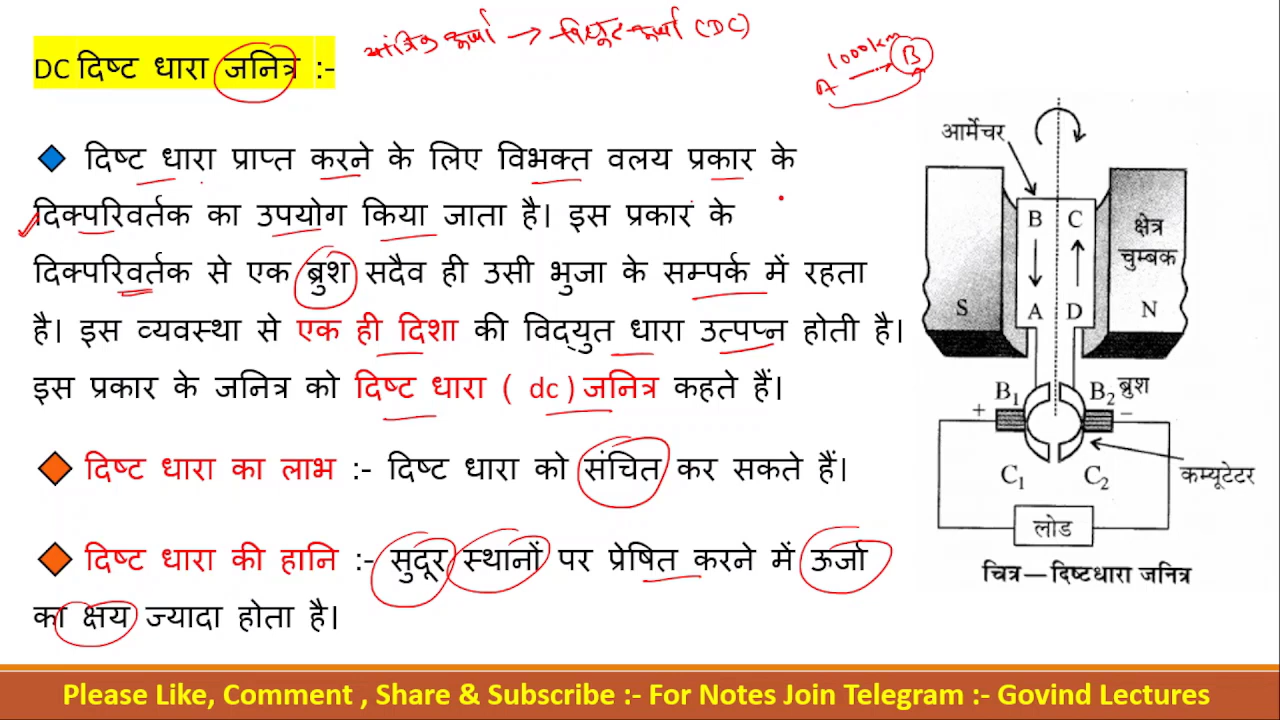 यांत्रिक ऊर्जा → विद्युत ऊर्जा (DC)
DC दिष्ट धारा जनित्र :-
1000km
A → B
दिष्ट धारा प्राप्त करने के लिए विभक्त वलय प्रकार के
दिक्परिवर्तक का उपयोग किया जाता है। इस प्रकार के
दिक्परिवर्तक से एक ब्रुश सदैव ही उसी भुजा के सम्पर्क में रहता
है। इस व्यवस्था से एक ही दिशा की विद्युत धारा उत्पप्न होती है।
इस प्रकार के जनित्र को दिष्ट धारा ( dc ) जनित्र कहते हैं।
दिष्ट धारा का लाभ :- दिष्ट धारा को संचित कर सकते हैं।
दिष्ट धारा की हानि :- सुदूर स्थानों पर प्रेषित करने में ऊर्जा
का क्षय ज्यादा होता है।
आर्मेचर
B C
क्षेत्र
चुम्बक
S A D N
B1 B2 ब्रुश
+ −
C1 C2 कम्यूटेटर
लोड
चित्र—दिष्टधारा जनित्र
Please Like, Comment , Share & Subscribe :- For Notes Join Telegram :- Govind Lectures